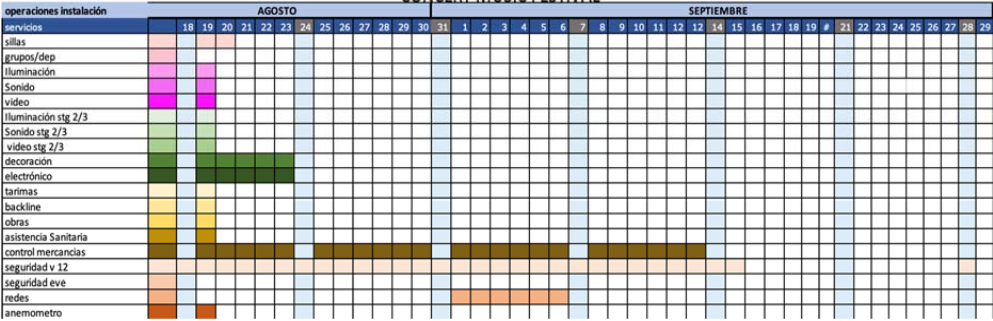 operaciones instalación AGOSTO SEPTIEMBRE
servicios 18 19 20 21 22 23 24 25 26 27 28 29 30 31 1 2 3 4 5 6 7 8 9 10 11 12 12 14 15 16 17 18 19 # 21 22 23 24 25 26 27 28 29
sillas
grupos/dep
Iluminación
Sonido
video
Iluminación stg 2/3
Sonido stg 2/3
video stg 2/3
decoración
electrónico
tarimas
backline
obras
asistencia Sanitaria
control mercancias
seguridad v 12
seguridad eve
redes
anemometro